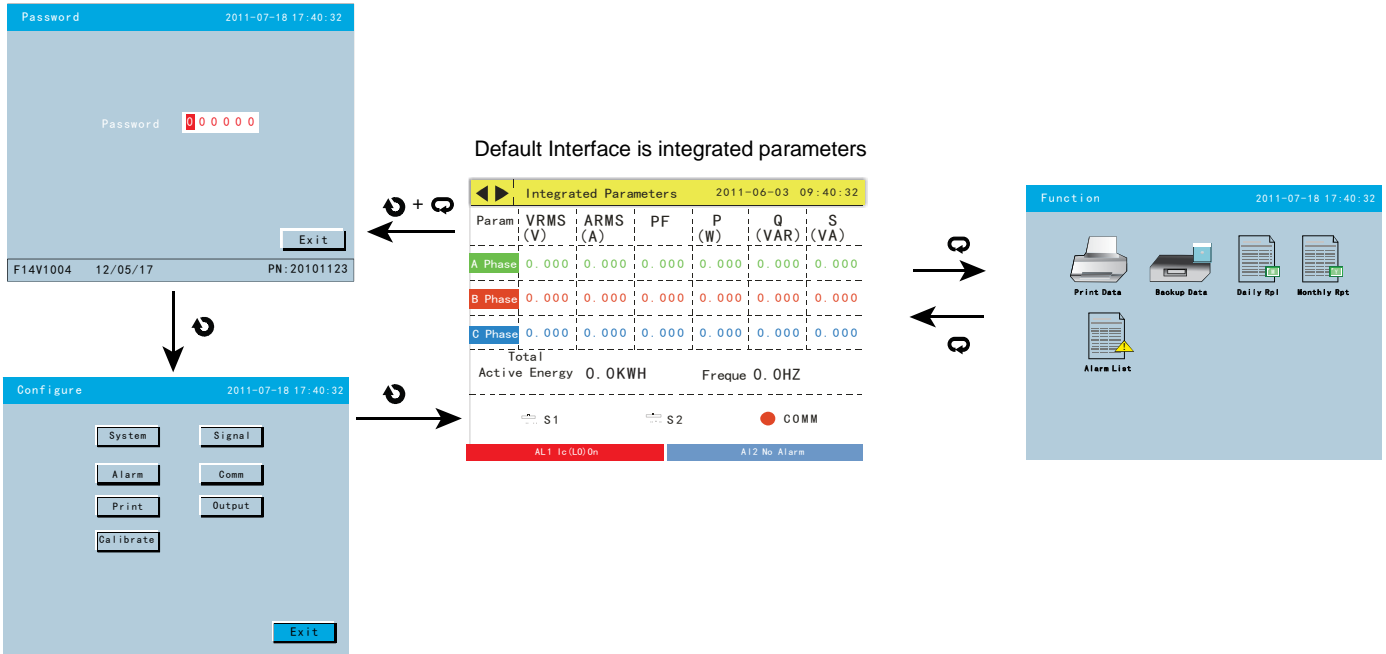 Password 2011-07-18 17:40:32
Password 000000
Exit
F14V1004 12/05/17 PN:20101123
+
Configure 2011-07-18 17:40:32
System Signal
Alarm Comm
Print Output
Calibrate
Exit
Default Interface is integrated parameters
Integrated Parameters 2011-06-03 09:40:32
Param VRMS (V) ARMS (A) PF P (W) Q (VAR) S (VA)
A Phase 0.000 0.000 0.000 0.000 0.000 0.000
B Phase 0.000 0.000 0.000 0.000 0.000 0.000
C Phase 0.000 0.000 0.000 0.000 0.000 0.000
Total
Active Energy 0.0KWH Freque 0.0HZ
S1 S2 COMM
AL1 Ic(LO)On Al2 No Alarm
Function 2011-07-18 17:40:32
Print Data Backup Data Daily Rpl Monthly Rpt
Alarm List